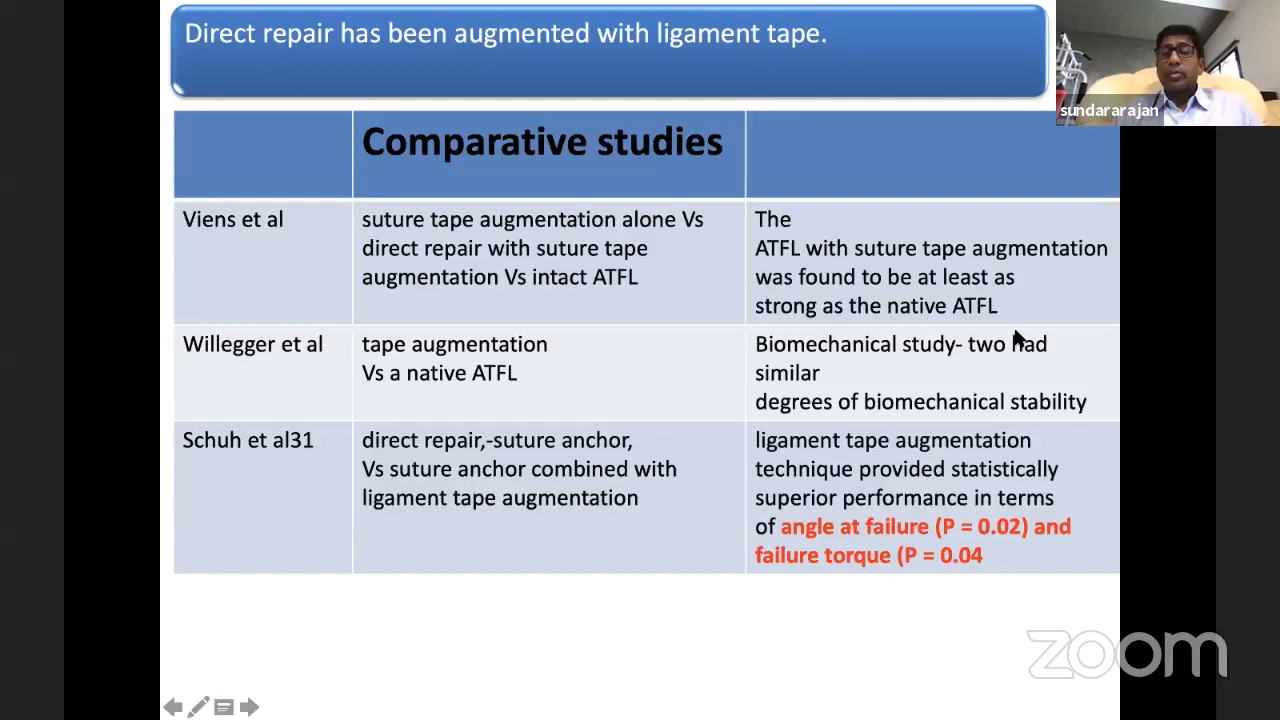 Direct repair has been augmented with ligament tape.
sundararajan
Comparative studies
Viens et al
suture tape augmentation alone Vs
direct repair with suture tape
augmentation Vs intact ATFL
The
ATFL with suture tape augmentation
was found to be at least as
strong as the native ATFL
Willegger et al
tape augmentation
Vs a native ATFL
Biomechanical study- two had
similar
degrees of biomechanical stability
Schuh et al31
direct repair,-suture anchor,
Vs suture anchor combined with
ligament tape augmentation
ligament tape augmentation
technique provided statistically
superior performance in terms
of angle at failure (P = 0.02) and
failure torque (P = 0.04
zoom